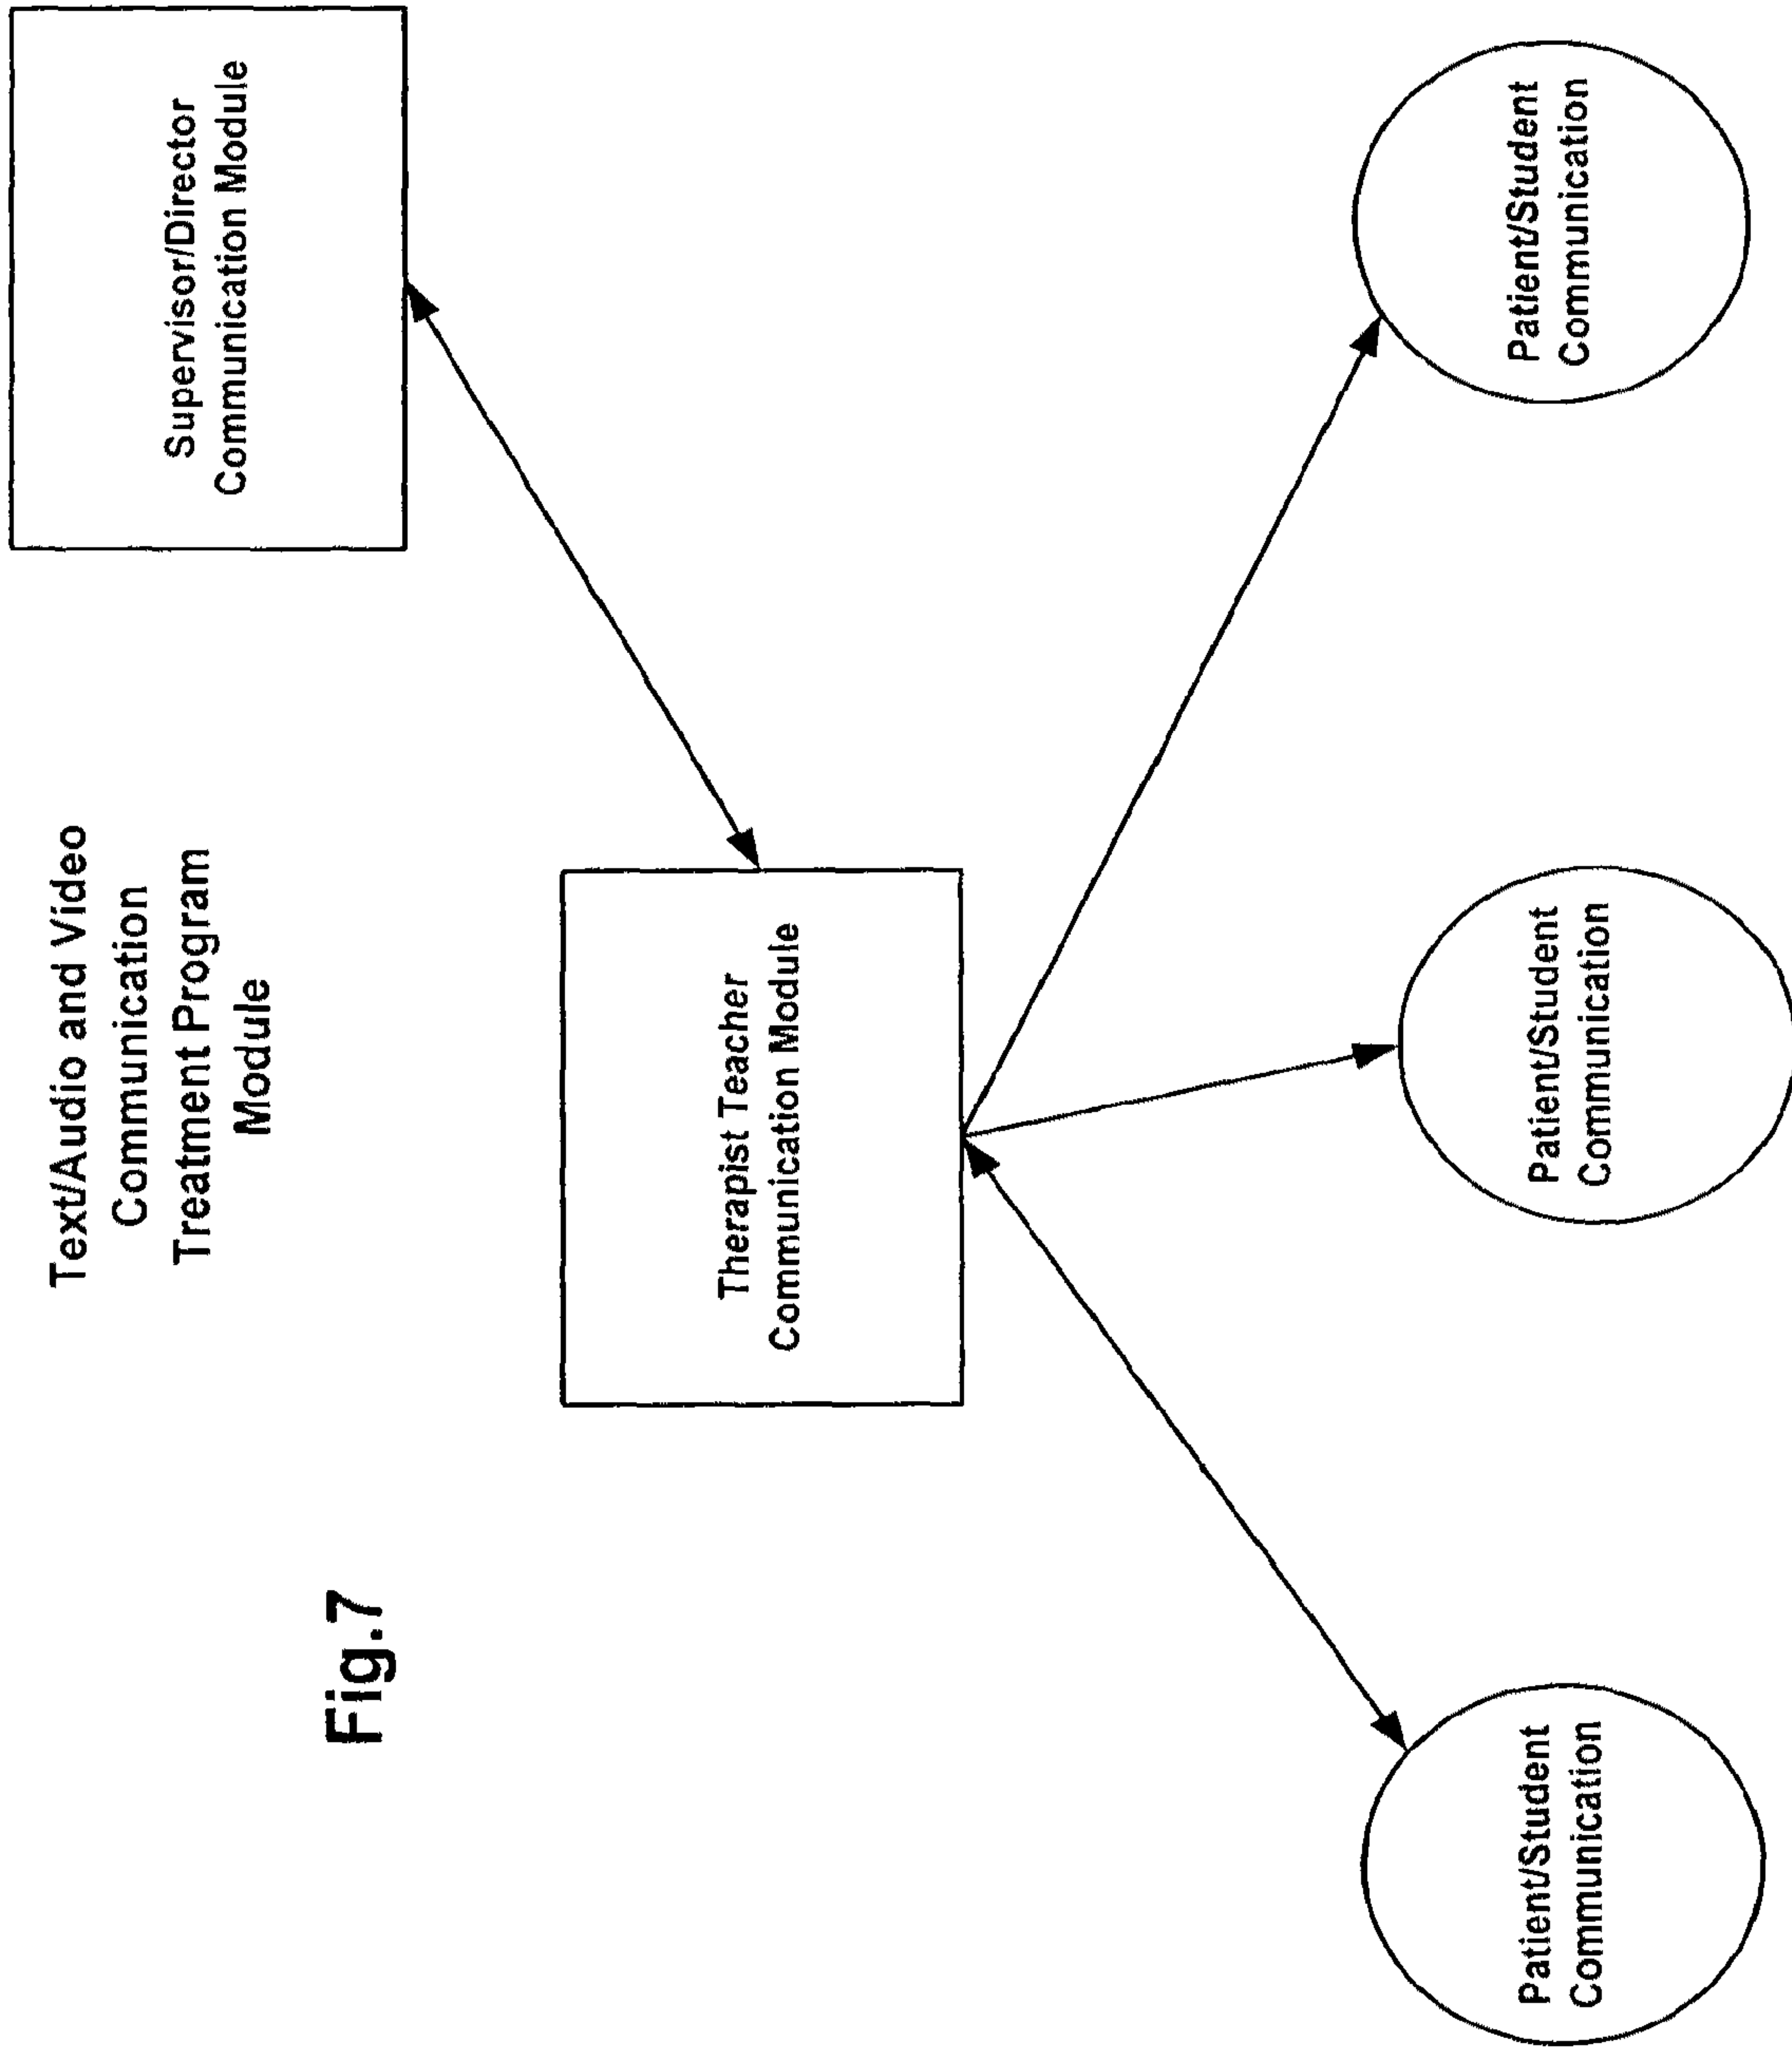 Fig.7
Text/Audio and Video
Communication
Treatment Program
Module
Supervisor/Director
Communication Module
Therapist Teacher
Communication Module
Patient/Student
Communication
Patient/Student
Communication
Patient/Student
Communication